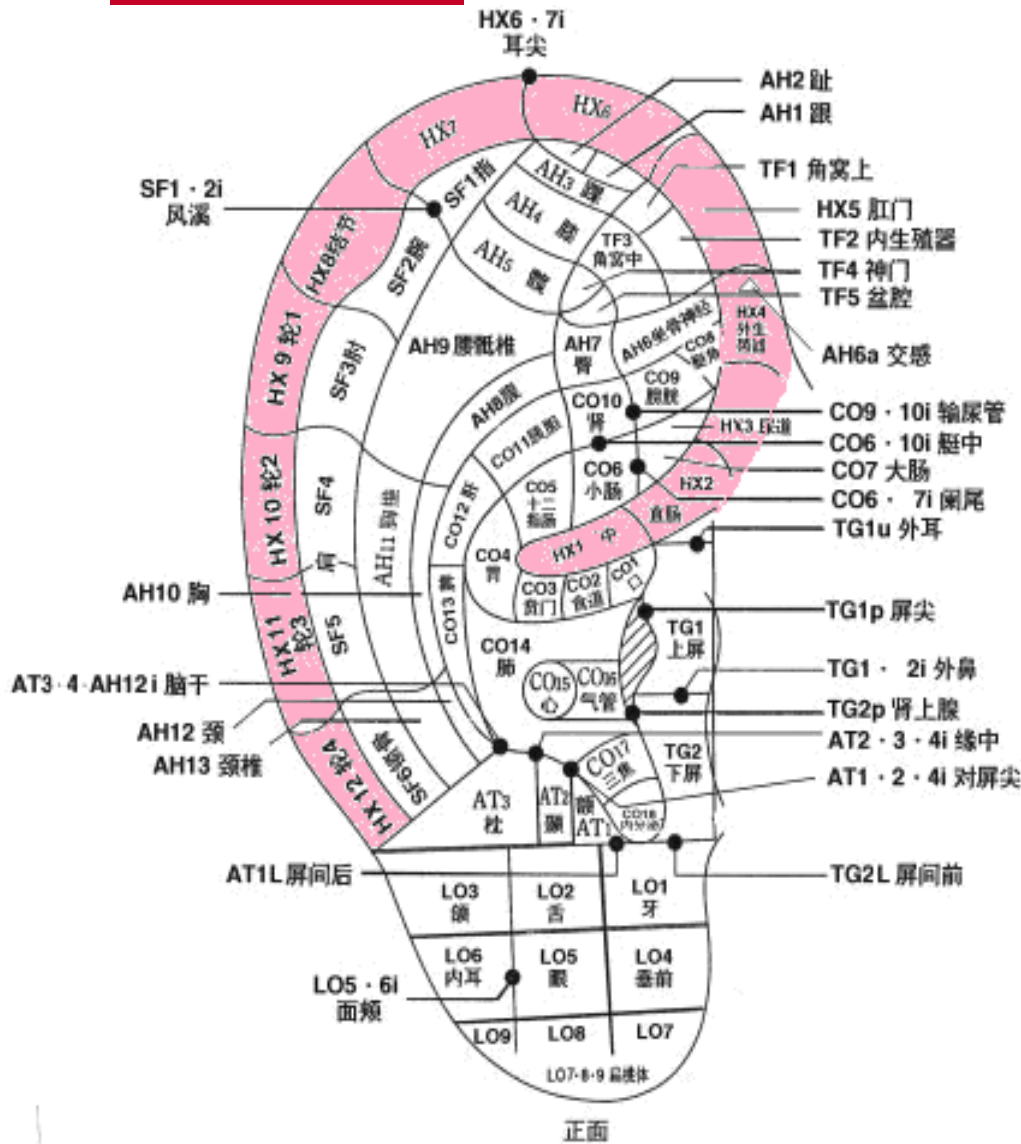 HX6 · 7i
耳尖
AH2 趾
AH1 跟
HX7
HX6
TF1 角窝上
SF1 · 2i
风溪
SF1指
AH3 踝
AH4 膝
AH5 髋
HX5 肛门
TF2 内生殖器
TF3
角窝中
TF4 神门
TF5 盆腔
HX8结节
SF2腕
HX4
外生
AH6坐骨神经
AH7
臀
AH9 腰骶椎
AH6a 交感
HX 9 轮1
SF3肘
AH8腹
CO8
艇角
CO9
膀胱
CO10
肾
CO9 · 10i 输尿管
HX3 尿道
CO11胰胆
CO6 · 10i 艇中
CO7 大肠
CO6
小肠
CO5
十二
指肠
HX2
直肠
CO6 · 7i 阑尾
HX 10 轮2
SF4
肩
AH11 胸椎
CO12 肝
TG1u 外耳
HX1 中
CO4
胃
CO3
贲门
CO2
食道
CO1
口
AH10 胸
CO13 脾
TG1p 屏尖
HX11
轮3
SF5
CO14
肺
TG1
上屏
TG1 · 2i 外鼻
AT3 · 4 · AH12 i 脑干
CO15
心
CO16
气管
TG2p 肾上腺
AH12 颈
AT2 · 3 · 4i 缘中
AH13 颈椎
SF6锁骨
CO17
三焦
TG2
下屏
AT1 · 2 · 4i 对屏尖
HX 12 轮4
AT3
枕
AT2
颞
额
AT1
CO18
内分泌
AT1L 屏间后
TG2L 屏间前
LO3
颌
LO2
舌
LO1
牙
LO6
内耳
LO5
眼
LO4
垂前
LO5 · 6i
面颊
LO9
LO8
LO7
LO7·8·9 扁桃体
正面